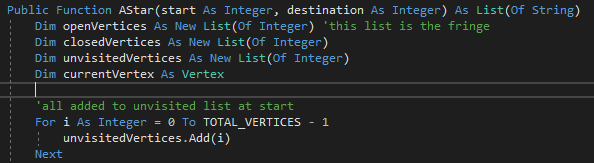 Public Function AStar(start As Integer, destination As Integer) As List(Of String)
Dim openVertices As New List(Of Integer) 'this list is the fringe
Dim closedVertices As New List(Of Integer)
Dim unvisitedVertices As New List(Of Integer)
Dim currentVertex As Vertex
'all added to unvisited list at start
For i As Integer = 0 To TOTAL_VERTICES - 1
unvisitedVertices.Add(i)
Next